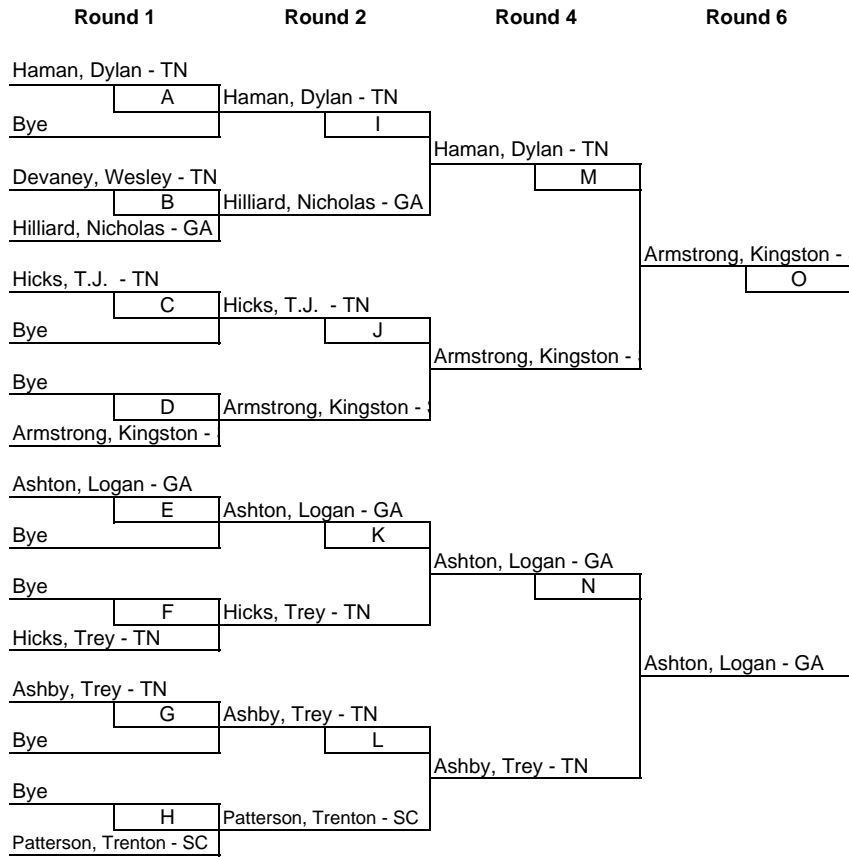 Round 1 Round 2 Round 4 Round 6
Haman, Dylan - TN
A Haman, Dylan - TN
Bye I
Haman, Dylan - TN
Devaney, Wesley - TN M
B Hilliard, Nicholas - GA
Hilliard, Nicholas - GA
Armstrong, Kingston -
Hicks, T.J. - TN O
C Hicks, T.J. - TN
Bye J
Armstrong, Kingston -
Bye
D Armstrong, Kingston -
Armstrong, Kingston -
Ashton, Logan - GA
E Ashton, Logan - GA
Bye K
Ashton, Logan - GA
Bye N
F Hicks, Trey - TN
Hicks, Trey - TN
Ashton, Logan - GA
Ashby, Trey - TN
G Ashby, Trey - TN
Bye L
Ashby, Trey - TN
Bye
H Patterson, Trenton - SC
Patterson, Trenton - SC